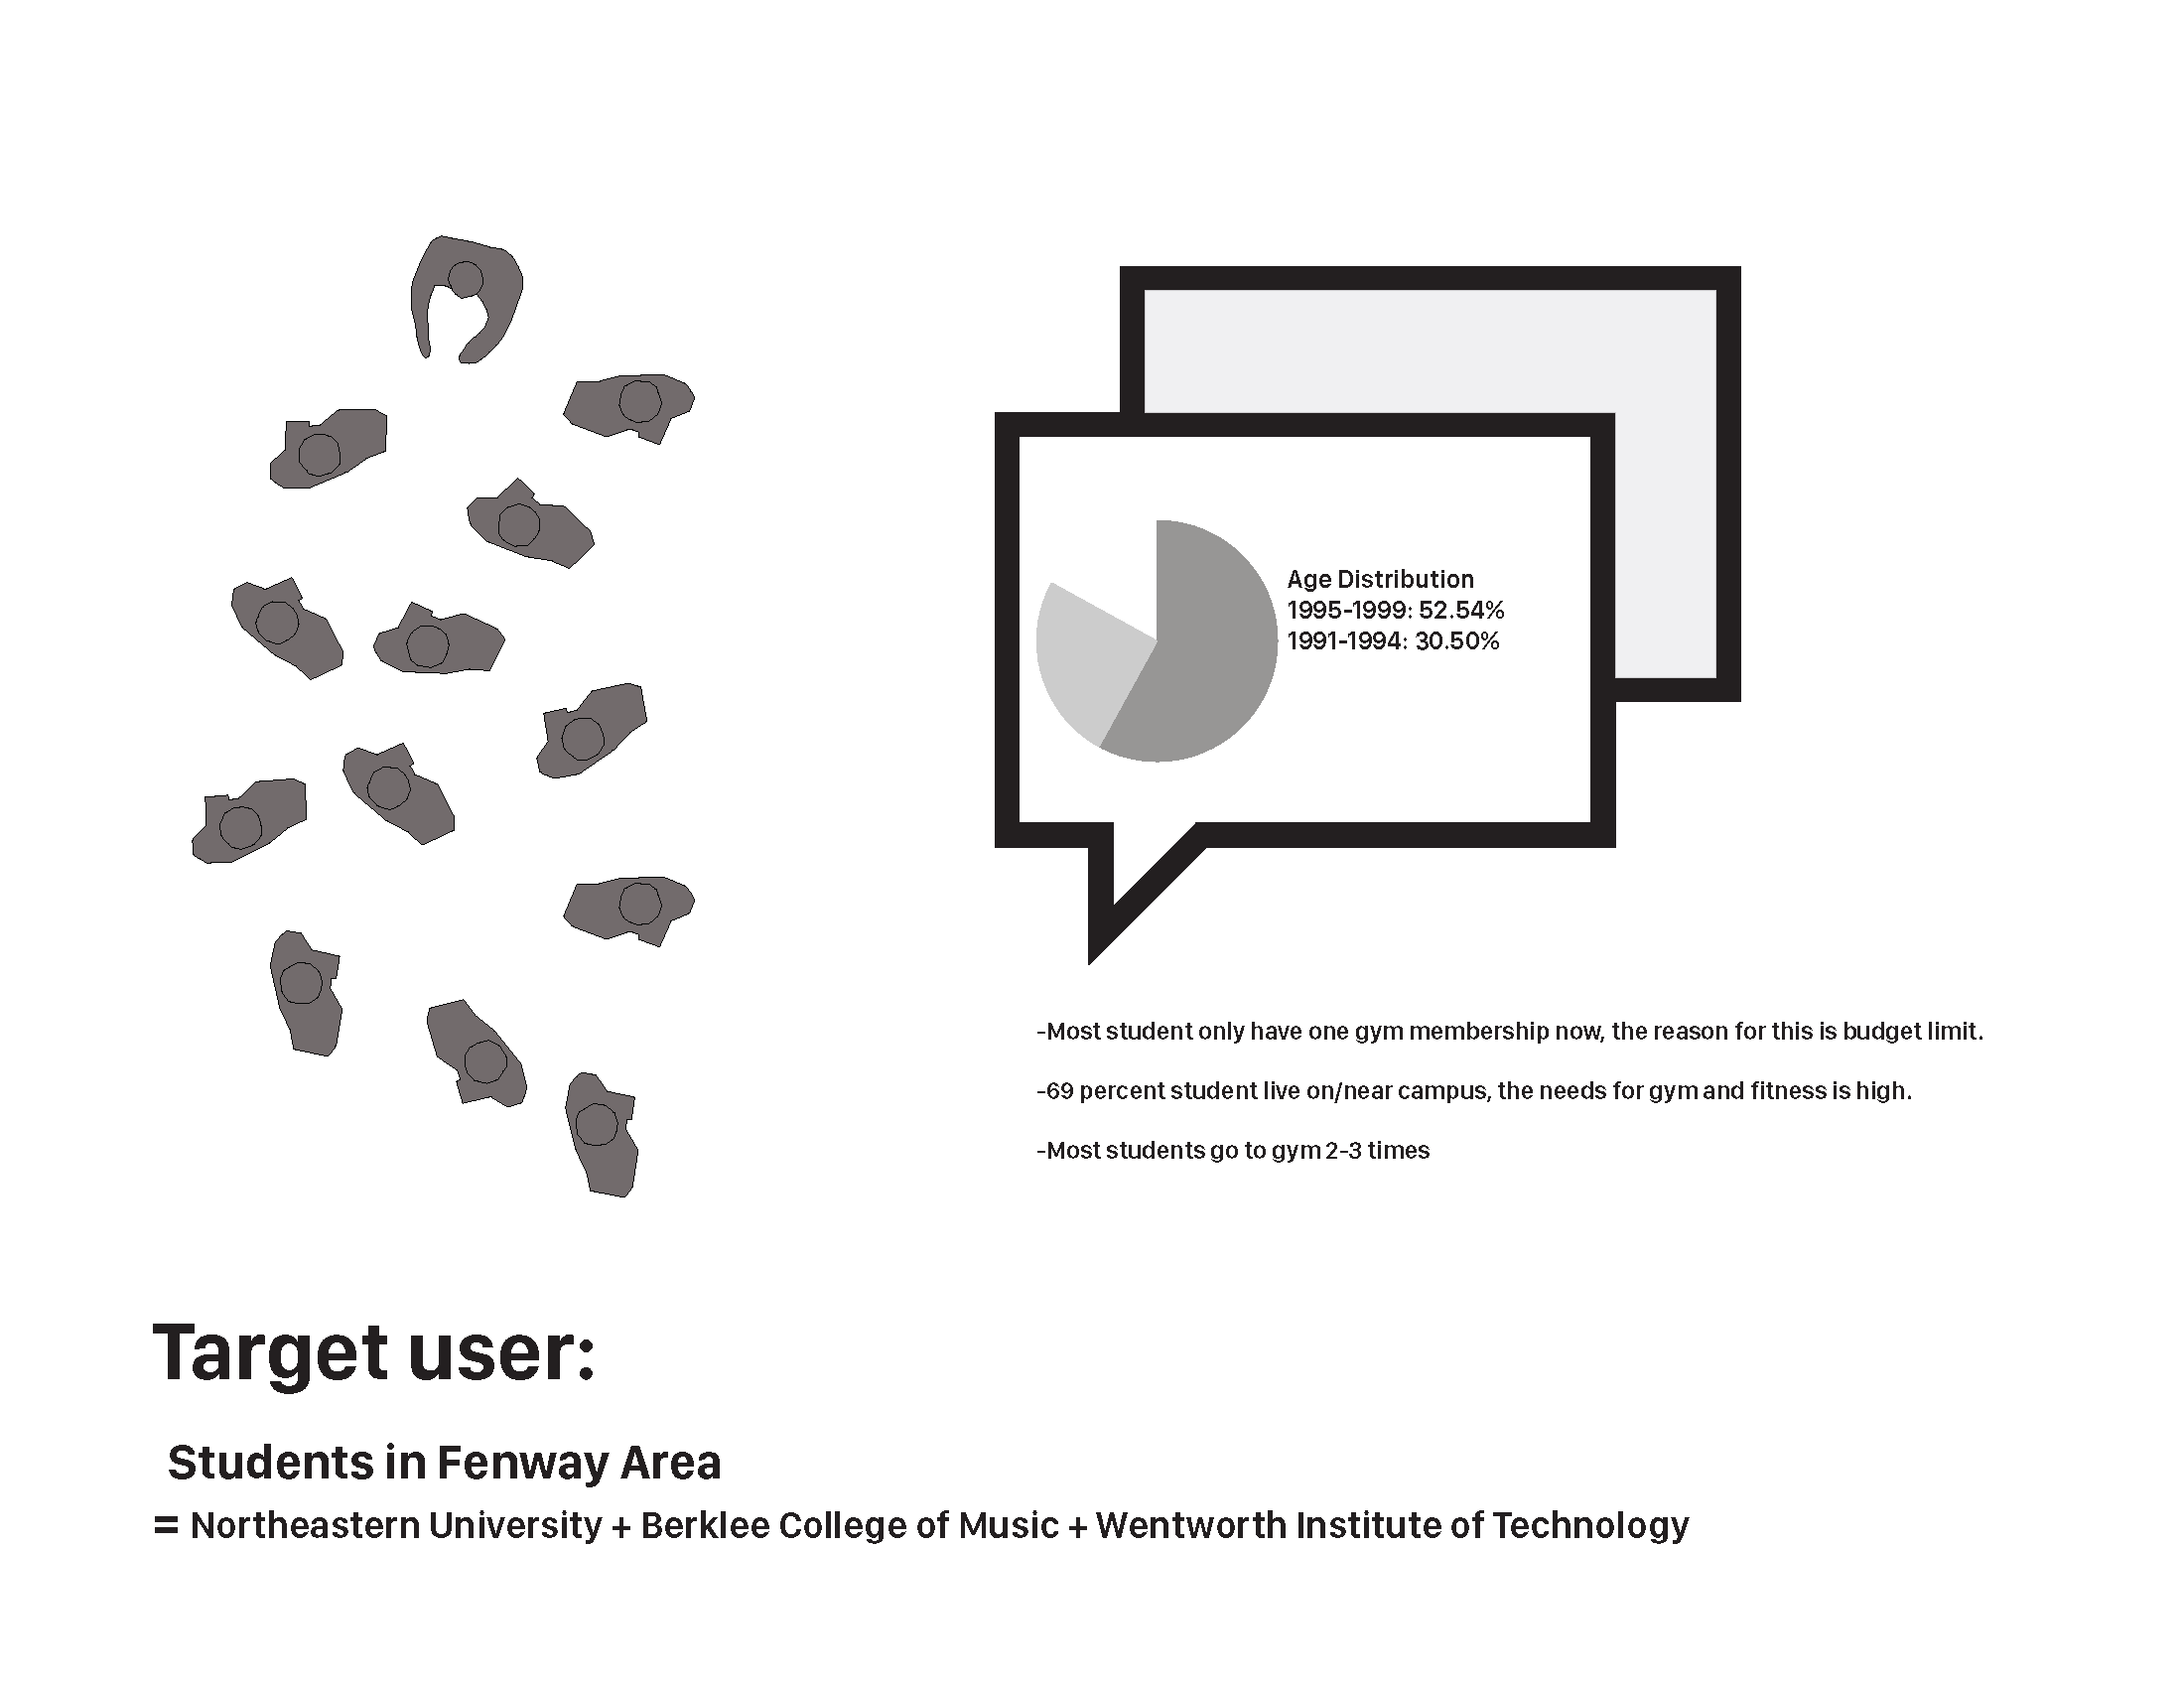 Age Distribution
1995-1999: 52.54%
1991-1994: 30.50%
-Most student only have one gym membership now, the reason for this is budget limit.
-69 percent student live on/near campus, the needs for gym and fitness is high.
-Most students go to gym 2-3 times
Target user:
Students in Fenway Area
= Northeastern University + Berklee College of Music + Wentworth Institute of Technology